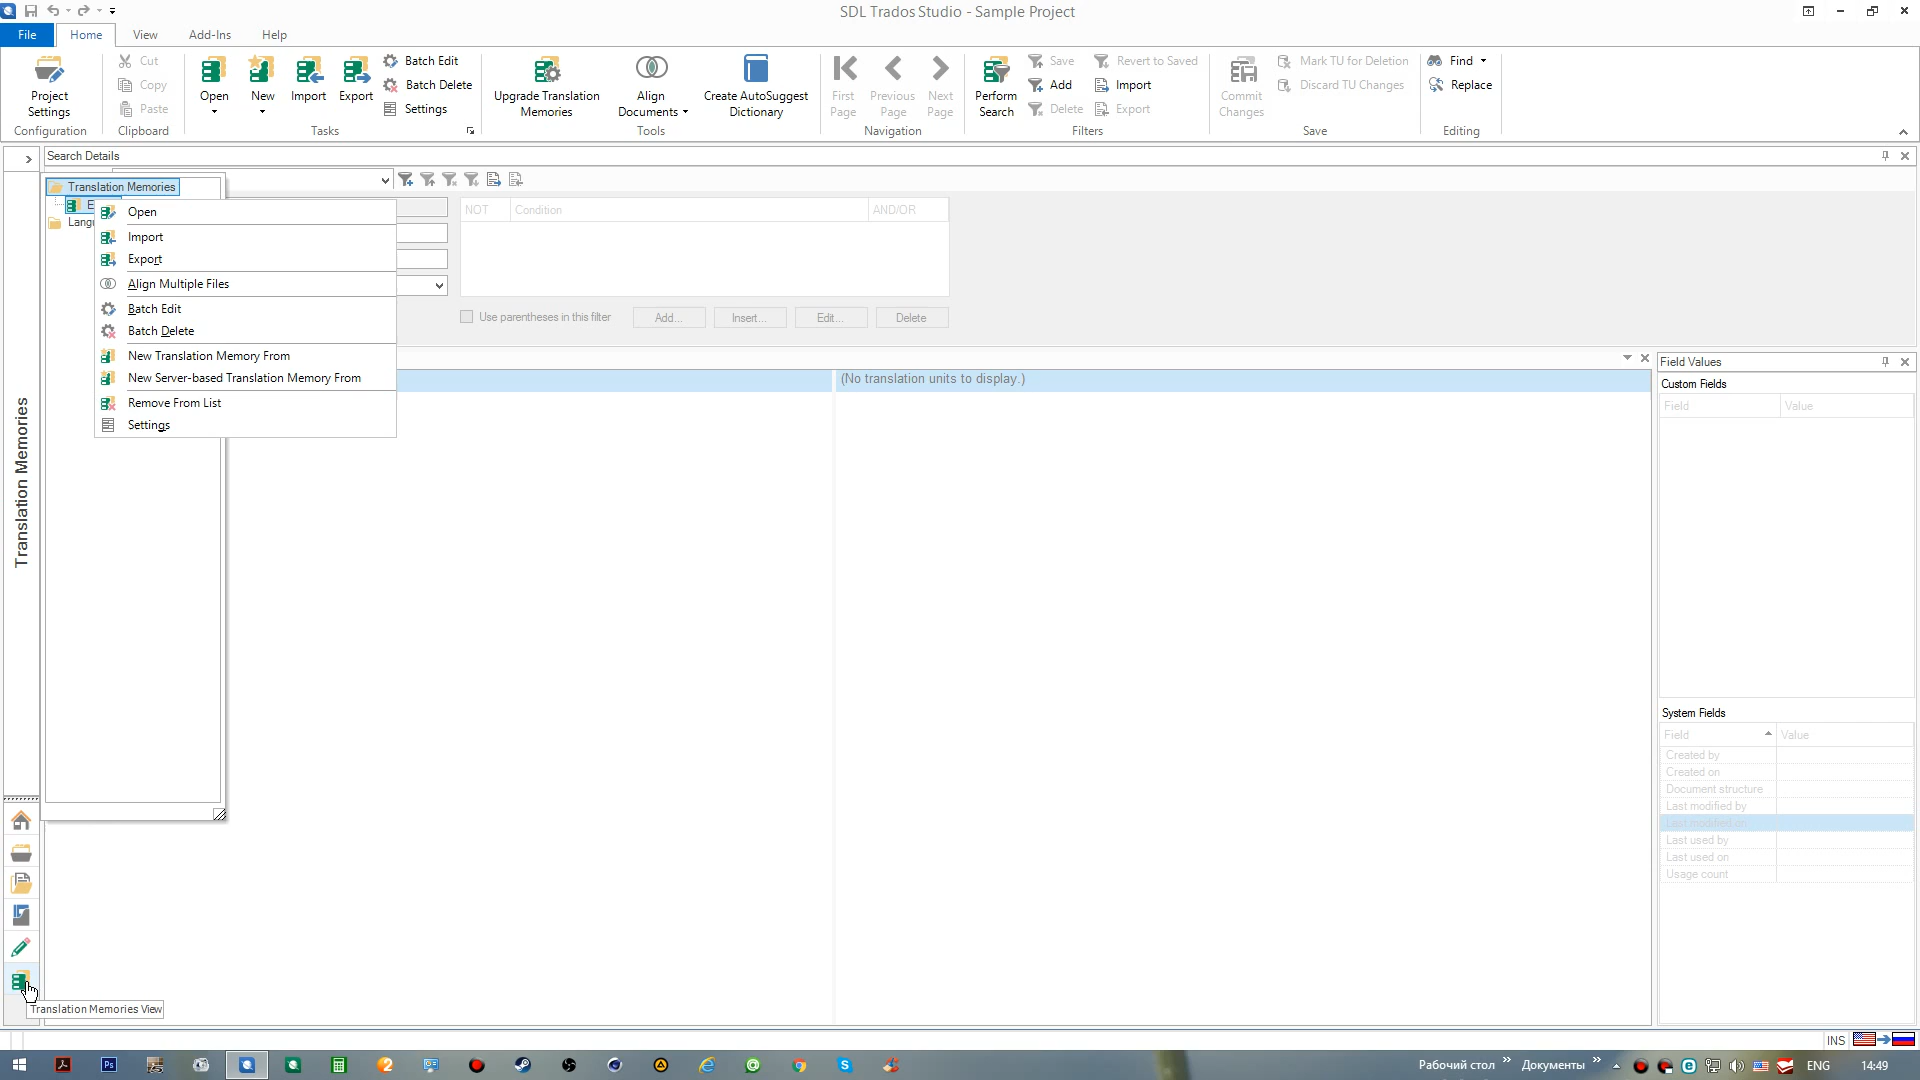 SDL Trados Studio - Sample Project
File Home View Add-Ins Help
Project Settings
Configuration
Cut
Copy
Paste
Clipboard
Open
New
Import
Export
Batch Edit
Batch Delete
Settings
Tasks
Upgrade Translation Memories
Align Documents
Create AutoSuggest Dictionary
Tools
First Page
Previous Page
Next Page
Navigation
Perform Search
Save
Add
Delete
Revert to Saved
Import
Export
Filters
Commit Changes
Mark TU for Deletion
Discard TU Changes
Save
Find
Replace
Editing
Search Details
Translation Memories
Translation Memories
Open
Import
Export
Align Multiple Files
Batch Edit
Batch Delete
New Translation Memory From
New Server-based Translation Memory From
Remove From List
Settings
NOT Condition AND/OR
Use parentheses in this filter
Add... Insert... Edit... Delete
(No translation units to display.)
Field Values
Custom Fields
Field Value
System Fields
Field Value
Created by
Created on
Document structure
Last modified by
Last modified on
Last used by
Last used on
Usage count
Translation Memories View
INS
Рабочий стол » Документы » ENG 14:49